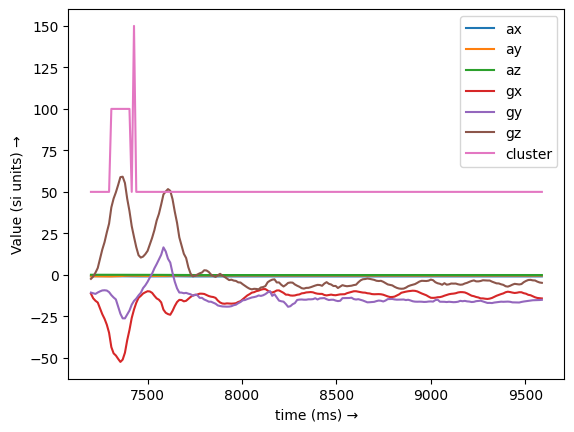 150
125
100
75
50
25
0
−25
−50
Value (si units) →
7500
8000
8500
9000
9500
time (ms) →
ax
ay
az
gx
gy
gz
cluster